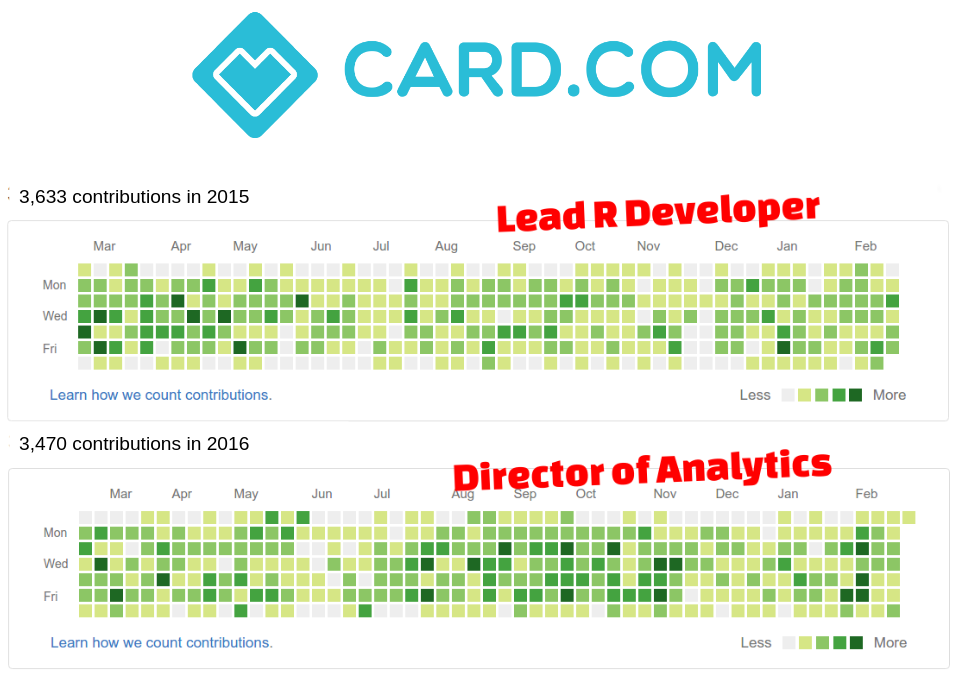 CARD.COM
3,633 contributions in 2015
Lead R Developer
Mar Apr May Jun Jul Aug Sep Oct Nov Dec Jan Feb
Mon
Wed
Fri
Learn how we count contributions. Less More
3,470 contributions in 2016
Director of Analytics
Mar Apr May Jun Jul Aug Sep Oct Nov Dec Jan Feb
Mon
Wed
Fri
Learn how we count contributions. Less More